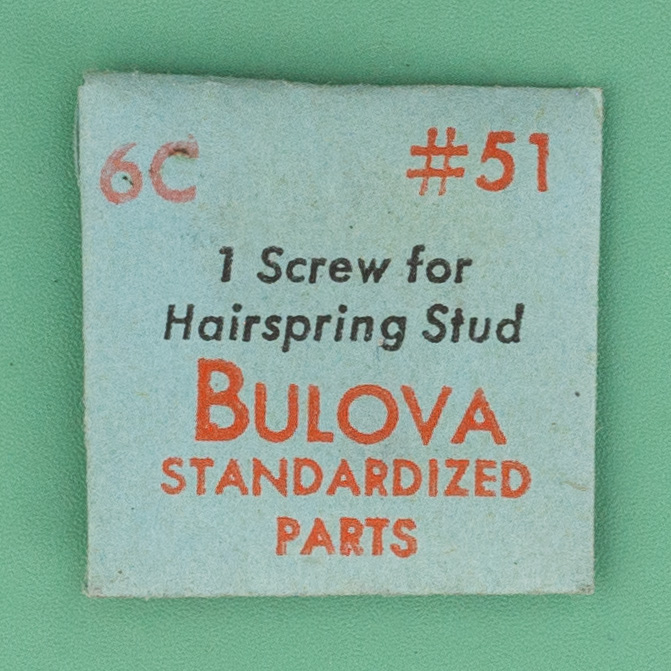 6C #51
1 Screw for
Hairspring Stud
BULOVA
STANDARDIZED
PARTS